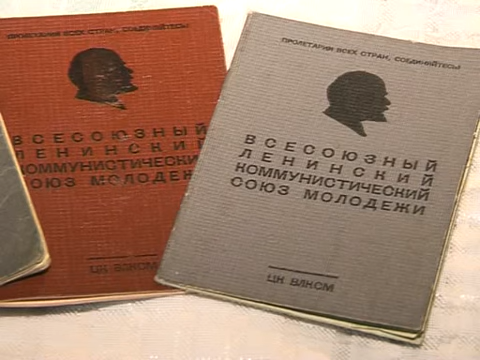 ПРОЛЕТАРИИ ВСЕХ СТРАН, СОЕДИНЯЙТЕСЬ
ВСЕСОЮЗНЫЙ
ЛЕНИНСКИЙ
КОММУНИСТИЧЕСКИЙ
СОЮЗ МОЛОДЕЖИ
ЦК ВЛКСМ
ПРОЛЕТАРИИ ВСЕХ СТРАН, СОЕДИНЯЙТЕСЬ
ВСЕСОЮЗНЫЙ
ЛЕНИНСКИЙ
КОММУНИСТИЧЕСКИЙ
СОЮЗ МОЛОДЕЖИ
ЦК ВЛКСМ